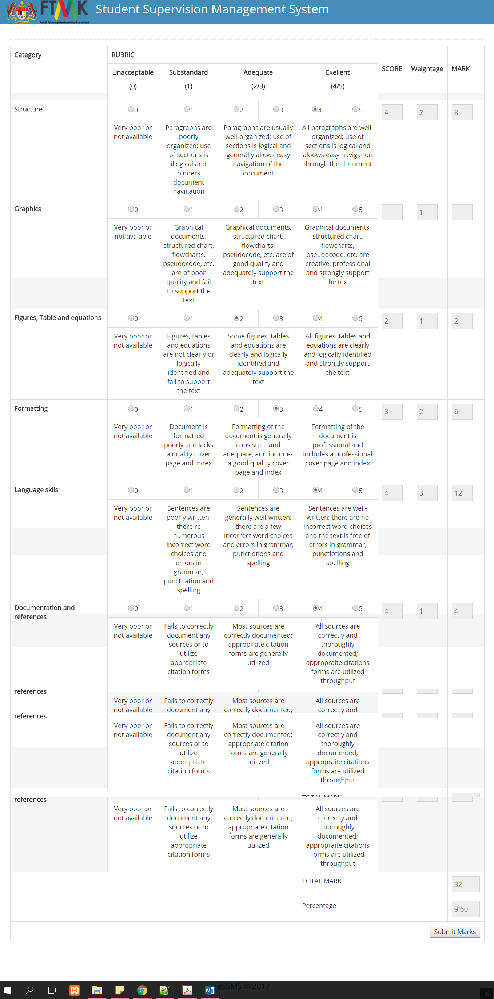 FTMK
Fakulti Teknologi Maklumat dan Komunikasi
Student Supervision Management System
Category
RUBRIC
SCORE
Weightage
MARK
Unacceptable
(0)
Substandard
(1)
Adequate
(2/3)
Exellent
(4/5)
Structure
0 1 2 3 4 5
4
2
8
Very poor or
not available
Paragraphs are
poorly
organized; use
of sections is
illogical and
hinders
document
navigation
Paragraphs are usually
well-organized; use of
sections is logical and
generally allows easy
navigation of the
document
All paragraphs are well-
organized; use of
sections is logical and
aloows easy navigation
through the document
Graphics
0 1 2 3 4 5
1
Very poor or
not avaiable
Graphical
documents,
structured chart,
flowcharts,
pseudocode, etc.
are of poor
quality and fail
to support the
text
Graphical documents,
structured chart,
flowcharts,
pseudocode, etc. are of
good quality and
adequately support the
text
Graphical documents,
structured chart,
flowcharts,
pseudocode, etc. are
creative, professional
and strongly support
the text
Figures, Table and equations
0 1 2 3 4 5
2
1
2
Very poor or
not available
Figures, tables
and equations
are not clearly or
logically
identified and
fail to support
the text
Some figures, tables
and equations are
clearly and logically
identified and
adequately support the
text
All figures, tables and
equations are clearly
and logically identified
and strongly support
the text
Formatting
0 1 2 3 4 5
3
2
6
Very poor or
not available
Document is
formatted
poorly and lacks
a quality cover
page and index
Formatting of the
document is generally
consistent and
adequate, and includes
a good quality cover
page and index
Formatting of the
document is
professional and
includes a professional
cover page and index
Language skils
0 1 2 3 4 5
4
3
12
Very poor or
not available
Sentences are
poorly written;
there re
numerous
incorrect word
choices and
errors in
grammar,
punctuation and
spelling
Sentences are
generally well-written;
there are a few
incorrect word choices
and errors in grammar,
punctiotions and
spelling
Sentences are well-
written; there are no
incorrect word choices
and the text is free of
errors in grammar,
punctiotions and
spelling
Documentation and
references
0 1 2 3 4 5
4
1
4
Very poor or
not available
Fails to correctly
document any
sources or to
utilize
appropriate
citation forms
Most sources are
correctly documented;
appropriate citation
forms are generally
utilized
All sources are
correctly and
thoroughly
documented;
appropraite citations
forms are utilized
throughput
references
Very poor or
not available
Fails to correctly
document any
Most sources are
correctly documented;
All sources are
correctly and
references
Very poor or
not available
Fails to correctly
document any
sources or to
utilize
appropriate
citation forms
Most sources are
correctly documented;
appropriate citation
forms are generally
utilized
All sources are
correctly and
thoroughly
documented;
appropraite citations
forms are utilized
throughput
TOTAL MARK
references
Very poor or
not available
Fails to correctly
document any
sources or to
utilize
appropriate
citation forms
Most sources are
correctly documented;
appropriate citation
forms are generally
utilized
All sources are
correctly and
thoroughly
documented;
appropraite citations
forms are utilized
throughput
TOTAL MARK
32
Percentage
9.60
Submit Marks
eSSMS © 2017